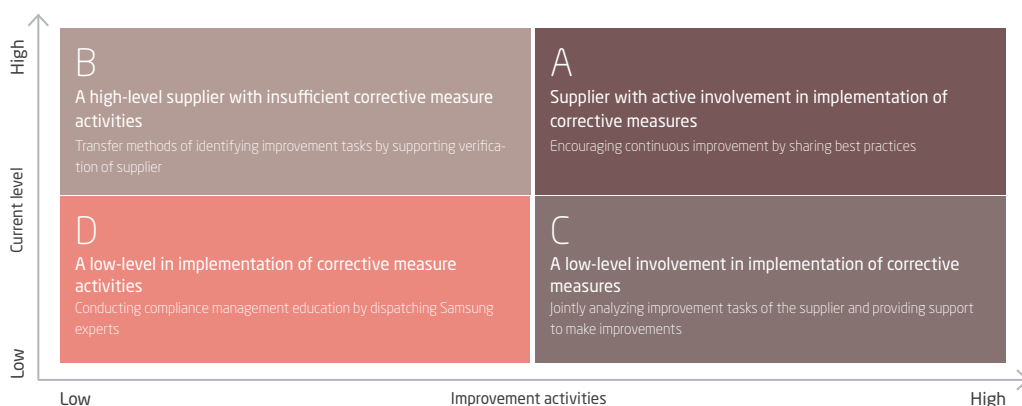 High
B
A high-level supplier with insufficient corrective measure
activities
Transfer methods of identifying improvement tasks by supporting verifica-
tion of supplier
A
Supplier with active involvement in implementation of
corrective measures
Encouraging continuous improvement by sharing best practices
Current level
D
A low-level in implementation of corrective measure
activities
Conducting compliance management education by dispatching Samsung
experts
C
A low-level involvement in implementation of corrective
measures
Jointly analyzing improvement tasks of the supplier and providing support
to make improvements
Low
Low
Improvement activities
High